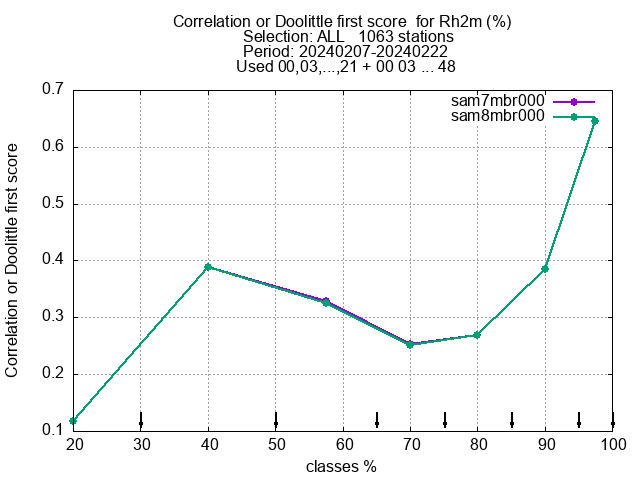 Correlation or Doolittle first score  for Rh2m (%)
Selection: ALL   1063 stations
Period: 20240207-20240222
Used 00,03,...,21 + 00 03 ... 48
sam7mbr000
sam8mbr000
Correlation or Doolittle first score
0.7
0.6
0.5
0.4
0.3
0.2
0.1
20 30 40 50 60 70 80 90 100
classes %